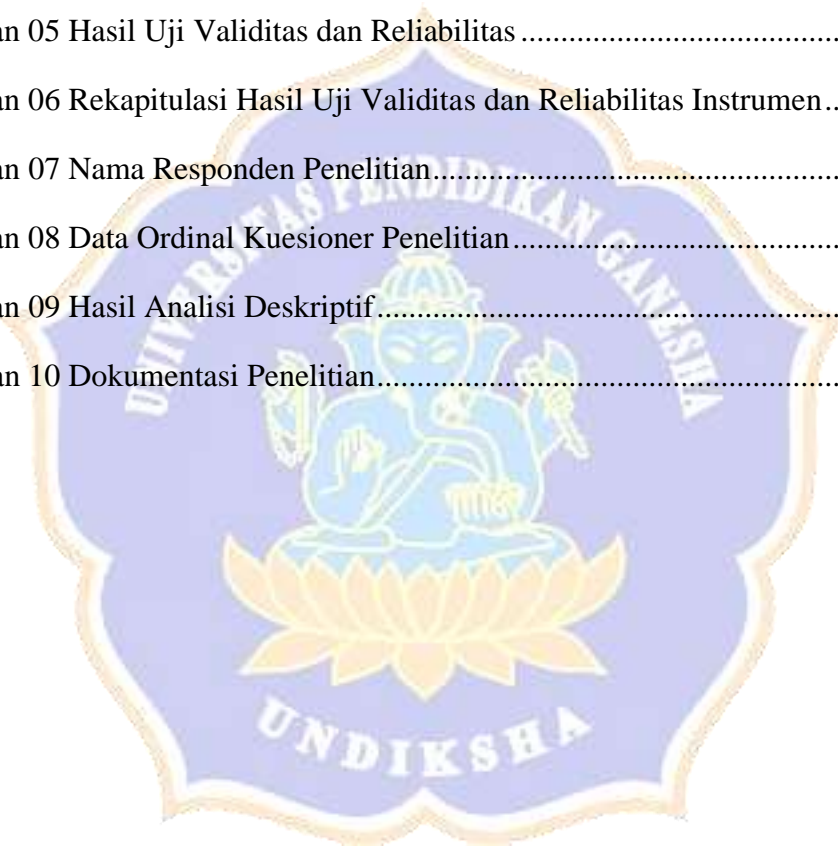 an 05 Hasil Uji Validitas dan Reliabilitas....................................
an 06 Rekapitulasi Hasil Uji Validitas dan Reliabilitas Instrumen..
an 07 Nama Responden Penelitian...................................................
an 08 Data Ordinal Kuesioner Penelitian.........................................
an 09 Hasil Analisi Deskriptif..........................................................
an 10 Dokumentasi Penelitian..........................................................
UNIVERSITAS PENDIDIKAN GANESHA
UNDIKSHA